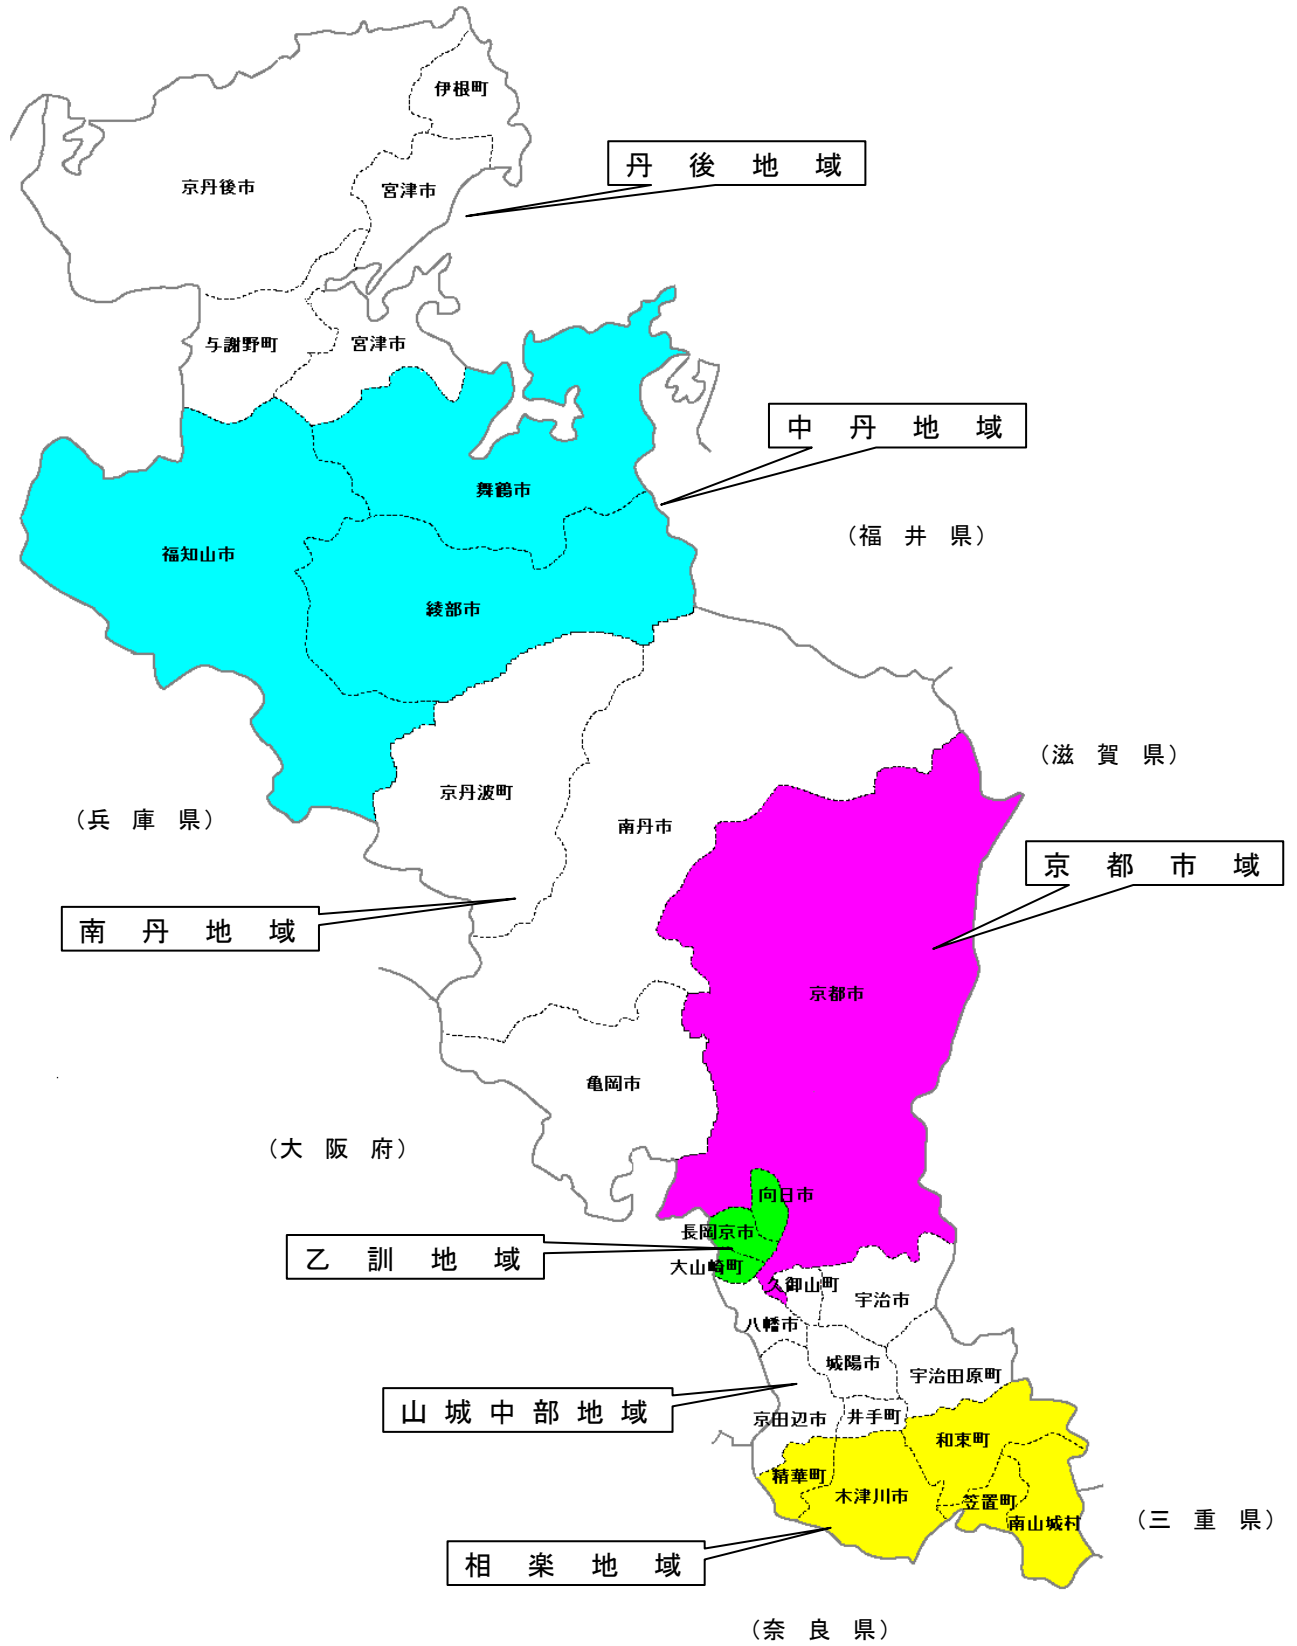 伊根町
丹後地域
京丹後市
宮津市
与謝野町
宮津市
中丹地域
舞鶴市
(福井県)
福知山市
綾部市
(滋賀県)
京丹波町
(兵庫県)
南丹市
京都市域
南丹地域
京都市
亀岡市
(大阪府)
向日市
長岡京市
乙訓地域
大山崎町
久御山町
宇治市
八幡市
城陽市
宇治田原町
山城中部地域
京田辺市
井手町
和束町
精華町
木津川市
笠置町
南山城村
(三重県)
相楽地域
(奈良県)